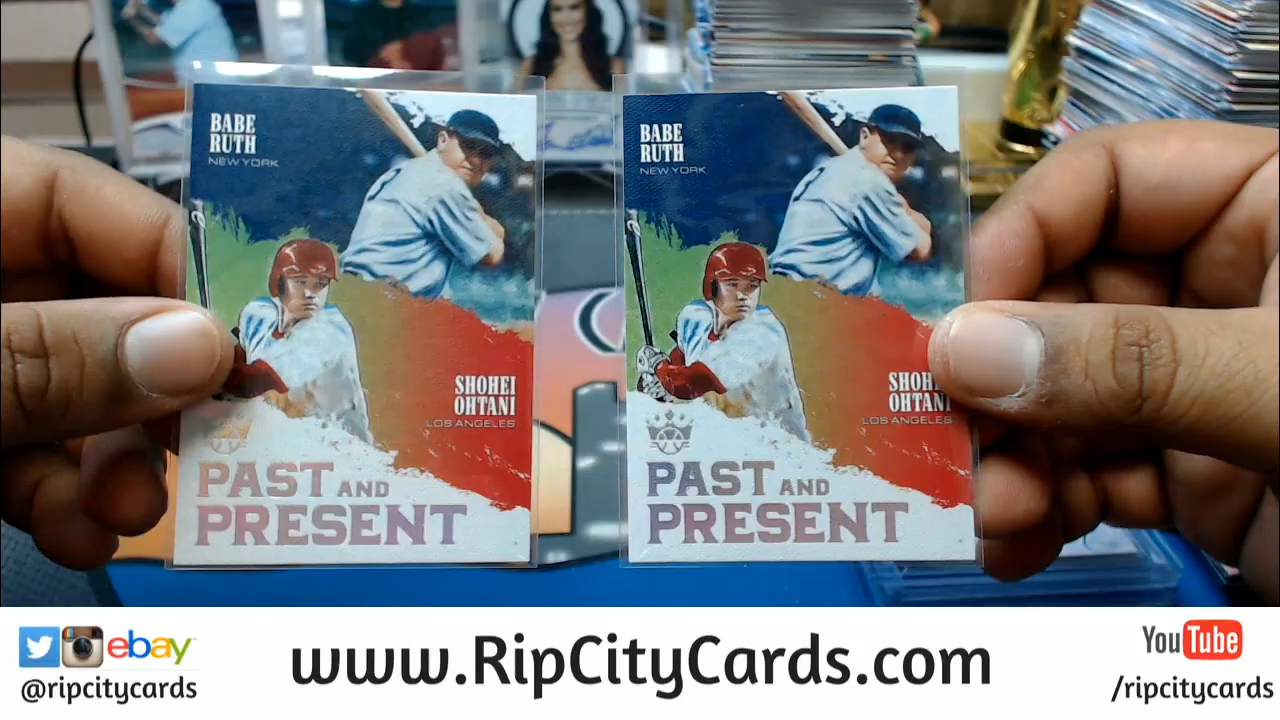 BABE
RUTH
NEW YORK
SHOHEI
OHTANI
LOS ANGELES
PAST AND
PRESENT
BABE
RUTH
NEW YORK
SHOHEI
OHTANI
LOS ANGELES
PAST AND
PRESENT
ebay
@ripcitycards
www.RipCityCards.com
YouTube
/ripcitycards